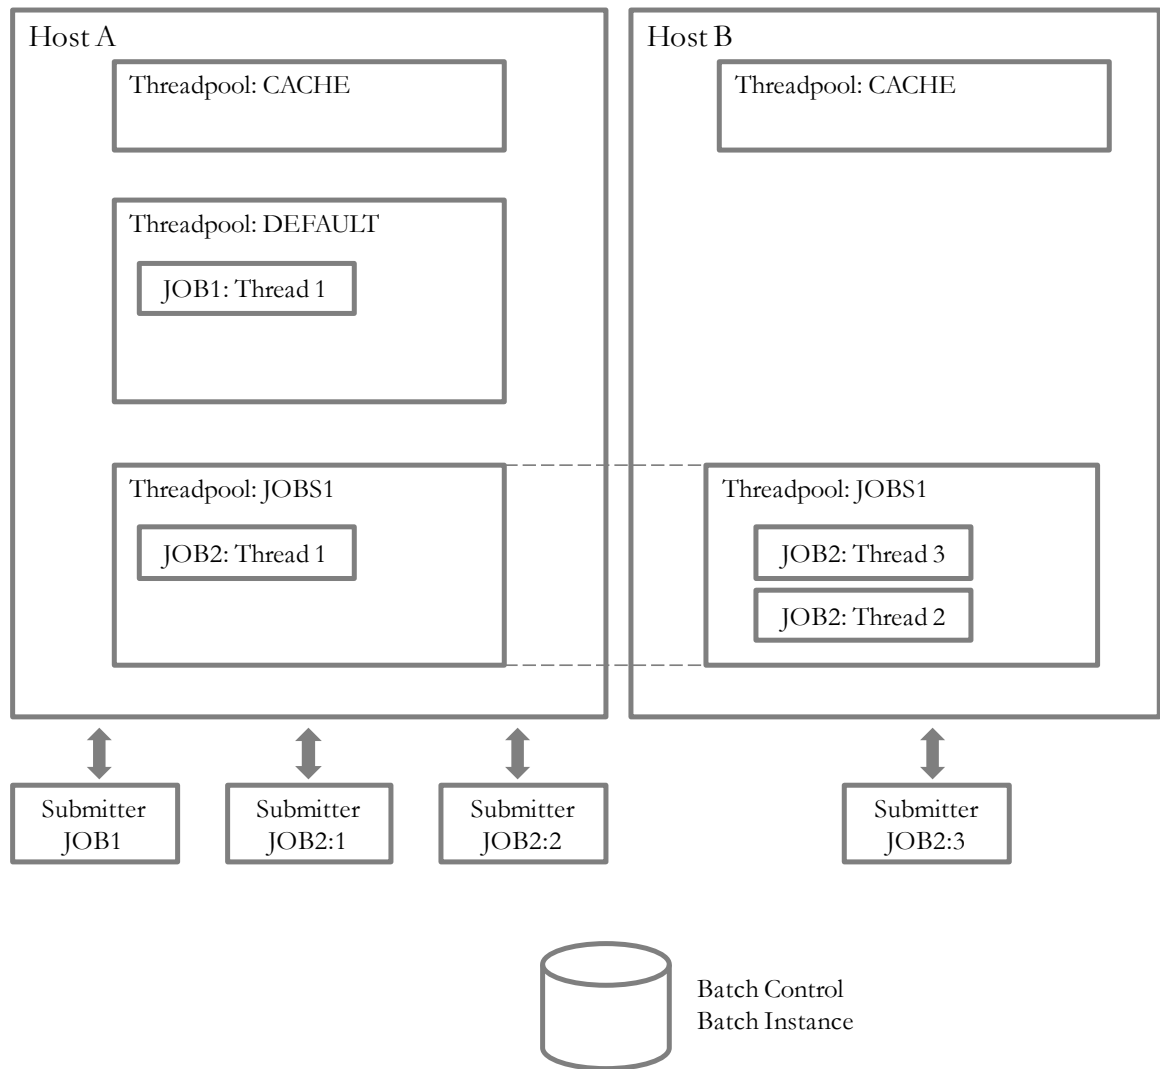 Host A
Threadpool: CACHE
Threadpool: DEFAULT
JOB1: Thread 1
Threadpool: JOBS1
JOB2: Thread 1
Host B
Threadpool: CACHE
Threadpool: JOBS1
JOB2: Thread 3
JOB2: Thread 2
Submitter
JOB1
Submitter
JOB2:1
Submitter
JOB2:2
Submitter
JOB2:3
Batch Control
Batch Instance